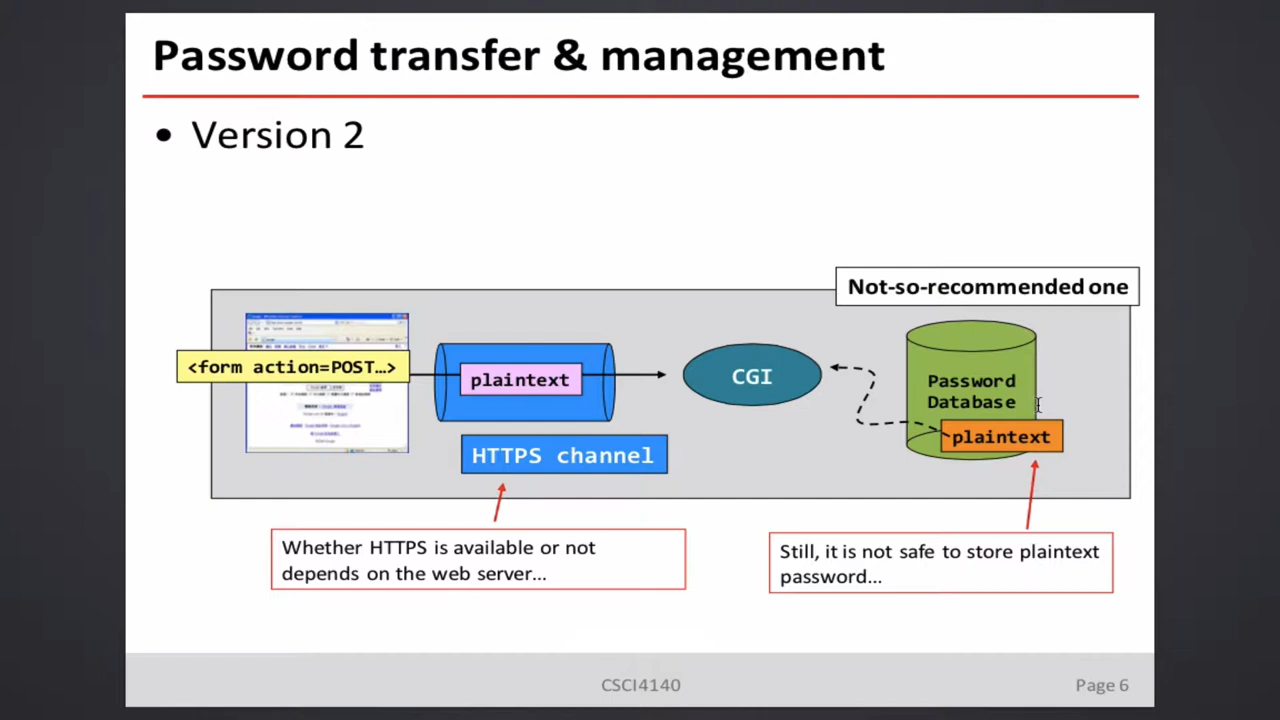 Password transfer & management
• Version 2
Not-so-recommended one
<form action=POST…>
plaintext
CGI
Password
Database
plaintext
HTTPS channel
Whether HTTPS is available or not
depends on the web server…
Still, it is not safe to store plaintext
password…
CSCI4140
Page 6